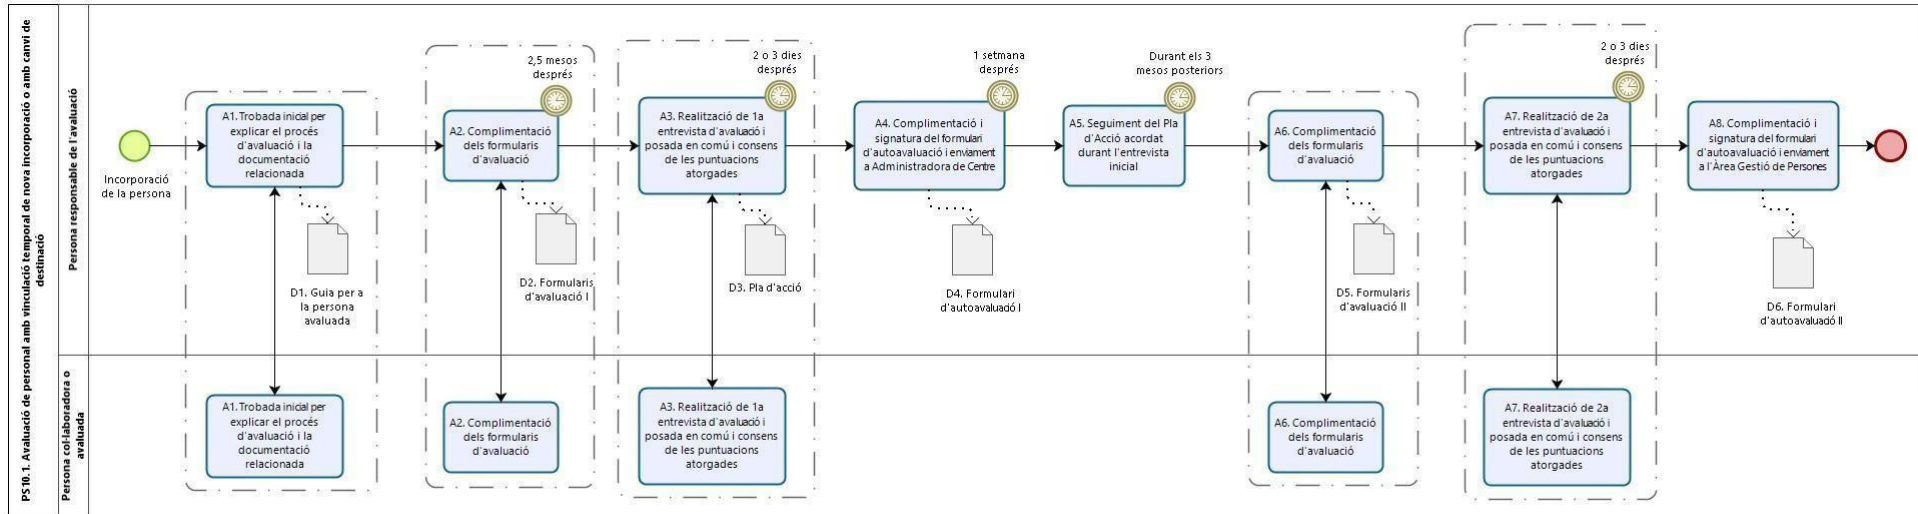 PS10.1. Avaluació de personal amb vinculació temporal de nova incorporació o amb canvi de
destinació
Persona responsable de l'avaluació
Incorporació
de la persona
A1. Trobada inicial per
explicar el procés
d'avaluació i la
documentació
relacionada
D1. Guia per a
la persona
avaluada
2,5 mesos
després
A2. Complimentació
dels formularis
d'avaluació
D2. Formularis
d'avaluació I
2 o 3 dies
després
A3. Realització de 1a
entrevista d'avaluació i
posada en comú i consens
de les puntuacions
atorgades
D3. Pla d'acció
1 setmana
després
A4. Complimentació i
signatura del formulari
d'autoavaluació i enviament
a Administradora de Centre
D4. Formulari
d'autoavaluació I
Durant els 3
mesos posteriors
A5. Seguiment del Pla
d'Acció acordat
durant l'entrevista
inicial
A6. Complimentació
dels formularis
d'avaluació
D5. Formularis
d'avaluació II
2 o 3 dies
després
A7. Realització de 2a
entrevista d'avaluació i
posada en comú i consens
de les puntuacions
atorgades
A8. Complimentació i
signatura del formulari
d'autoavaluació i enviament
a l'Àrea Gestió de Persones
D6. Formulari
d'autoavaluació II
Persona col·laboradora o
avaluada
A1. Trobada inicial per
explicar el procés
d'avaluació i la
documentació
relacionada
A2. Complimentació
dels formularis
d'avaluació
A3. Realització de 1a
entrevista d'avaluació i
posada en comú i consens
de les puntuacions
atorgades
A6. Complimentació
dels formularis
d'avaluació
A7. Realització de 2a
entrevista d'avaluació i
posada en comú i consens
de les puntuacions
atorgades